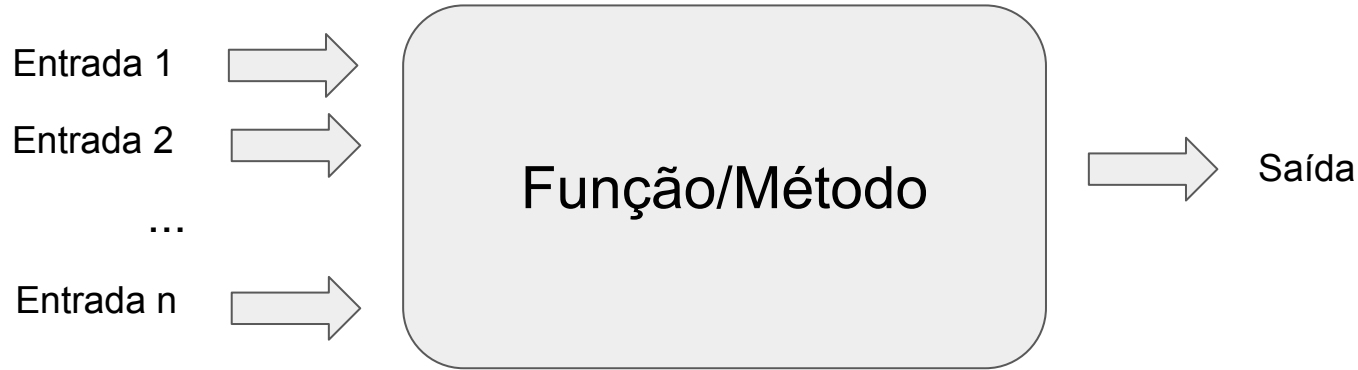 Entrada 1
Entrada 2
...
Entrada n
Função/Método
Saída